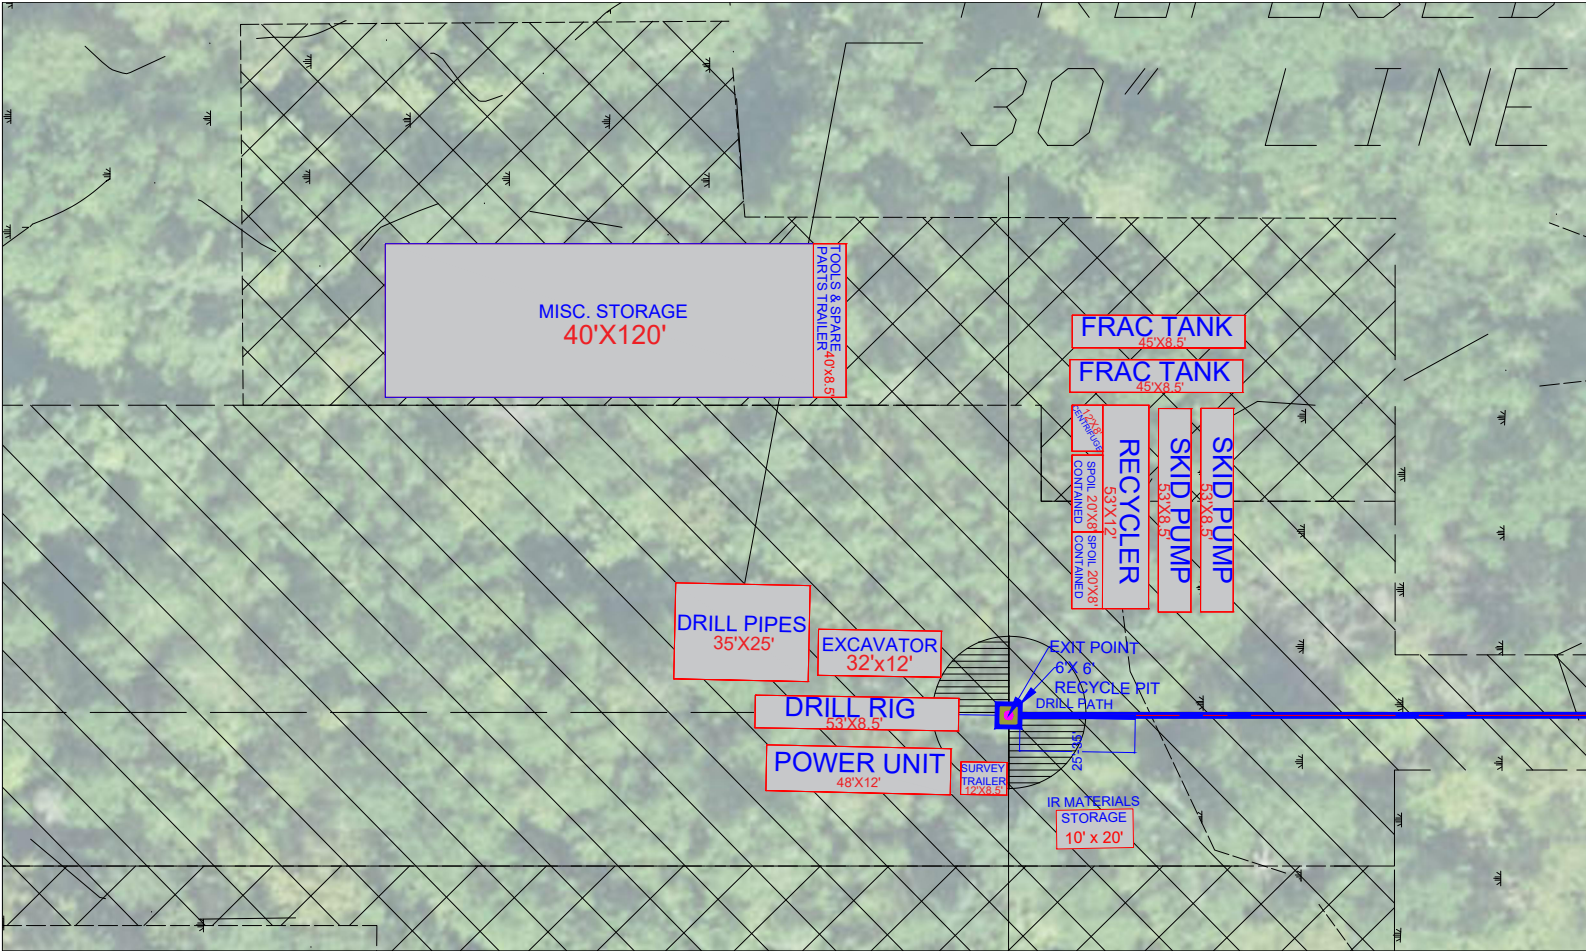 30" LINE
MISC. STORAGE
40'X120'
TOOLS & SPARE
PARTS TRAILER
40'x8.5'
FRAC TANK
45'X8.5'
FRAC TANK
45'X8.5'
12'X8'
CENTRIFUGE
SPOIL 20'X8'
CONTAINED
SPOIL 20'X8'
CONTAINED
RECYCLER
53'X12'
SKID PUMP
53'X8.5'
SKID PUMP
53'X8.5'
DRILL PIPES
35'X25'
EXCAVATOR
32'x12'
DRILL RIG
53'X8.5'
POWER UNIT
48'X12'
SURVEY
TRAILER
12'X8.5'
EXIT POINT
6'X 6'
RECYCLE PIT
DRILL PATH
25'-35'
IR MATERIALS
STORAGE
10' x 20'